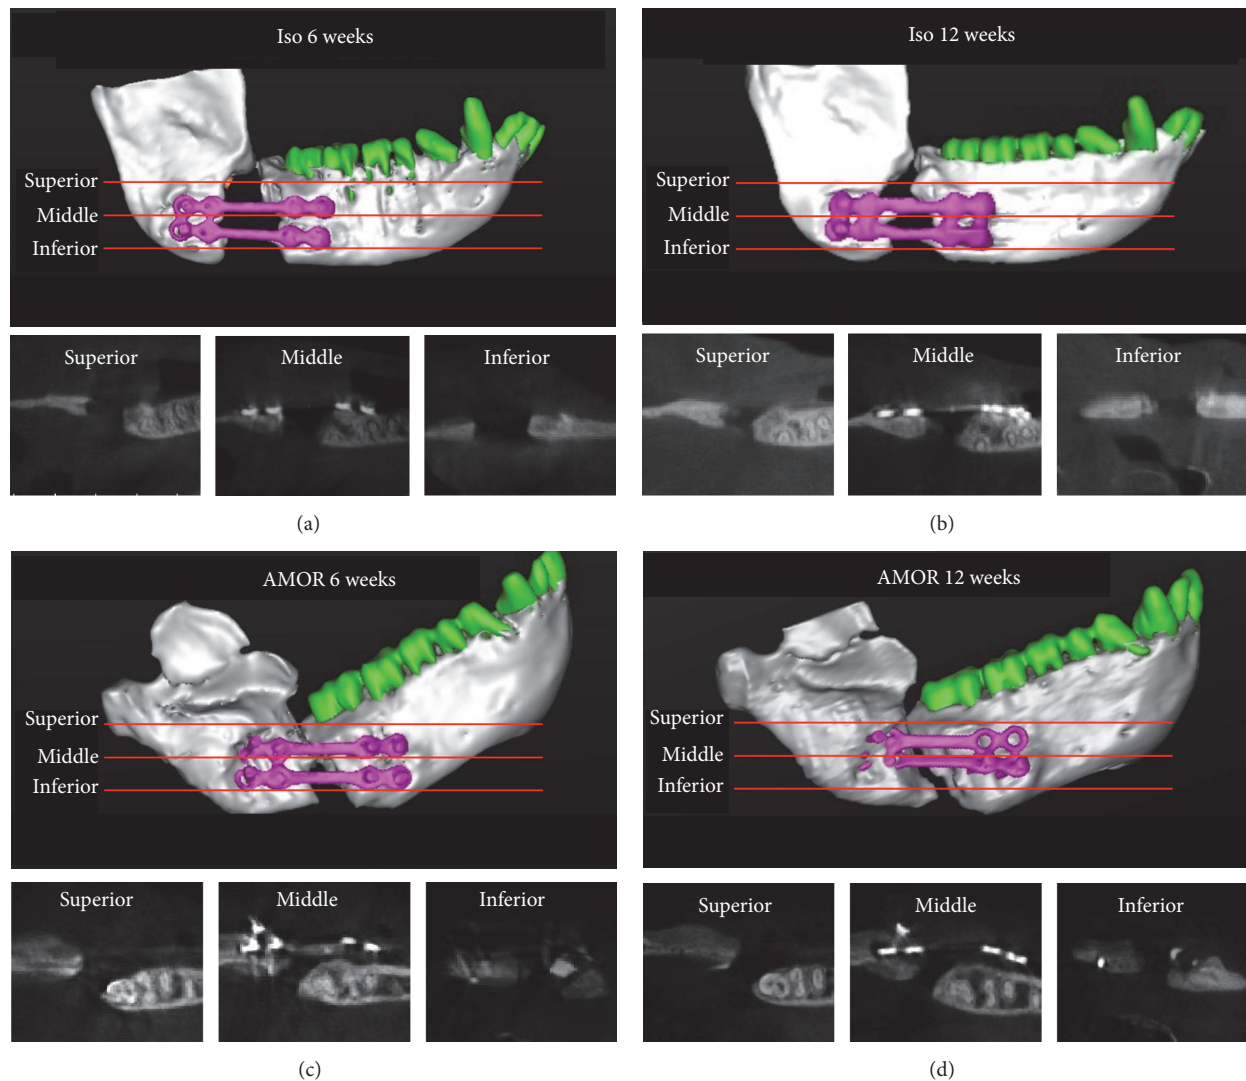 Iso 6 weeks
Superior
Middle
Inferior
Superior
Middle
Inferior
(a)
Iso 12 weeks
Superior
Middle
Inferior
Superior
Middle
Inferior
(b)
AMOR 6 weeks
Superior
Middle
Inferior
Superior
Middle
Inferior
(c)
AMOR 12 weeks
Superior
Middle
Inferior
Superior
Middle
Inferior
(d)